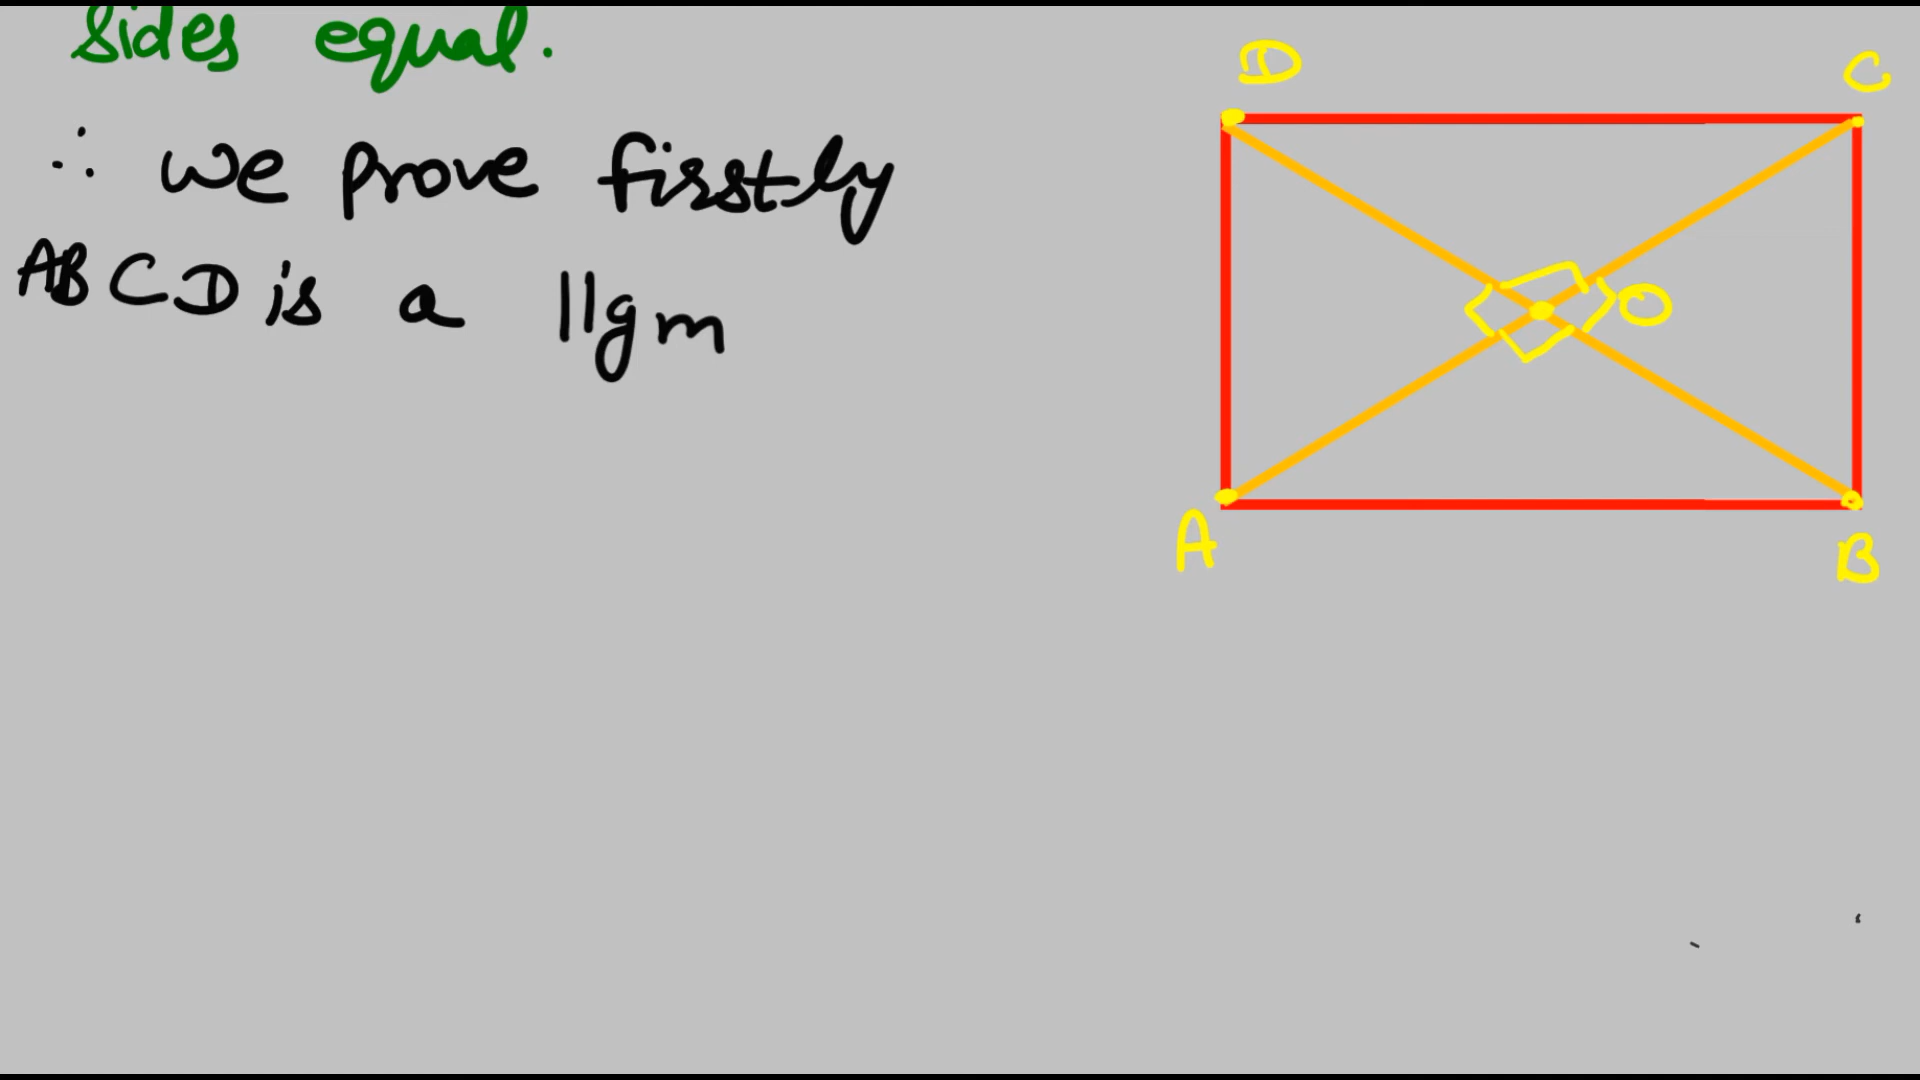 sides equal.
∴ we prove firstly
ABCD is a ||gm
D
C
O
A
B